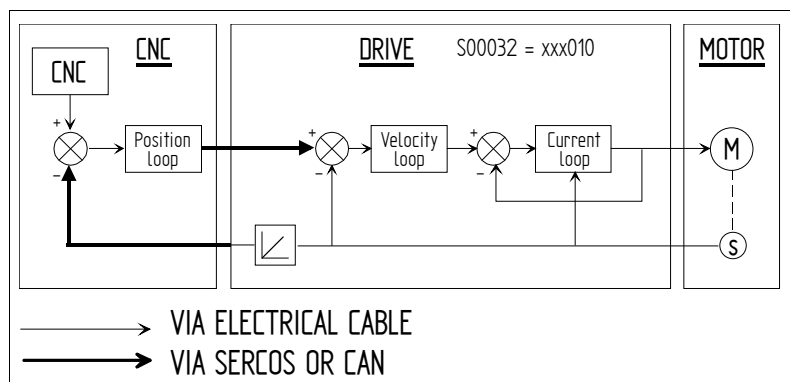 CNC
DRIVE
S00032 = xxx010
MOTOR
CNC
+
-
Position
loop
+
-
Velocity
loop
+
-
Current
loop
M
S
VIA ELECTRICAL CABLE
VIA SERCOS OR CAN